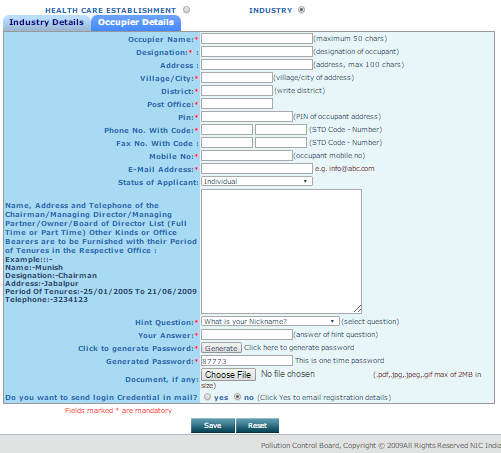 HEALTH CARE ESTABLISHMENT INDUSTRY
Industry Details Occupier Details
Occupier Name:* (maximum 50 chars)
Designation:* : (designation of occupant)
Address : (address, max 100 chars)
Village/City:* (village/city of address)
District:* (write district)
Post Office:*
Pin:* (PIN of occupant address)
Phone No. With Code:* (STD Code - Number)
Fax No. With Code : (STD Code - Number)
Mobile No:* (occupant mobile no)
E-Mail Address:* e.g. info@abc.com
Status of Applicant: Individual
Name, Address and Telephone of the
Chairman/Managing Director/Managing
Partner/Owner/Board of Director List (Full
Time or Part Time) Other Kinds or Office
Bearers are to be Furnished with their Period
of Tenures in the Respective Office :
Example:::-
Name:-Munish
Designation:-Chairman
Address:-Jabalpur
Period Of Tenures:-25/01/2005 To 21/06/2009
Telephone:-3234123
Hint Question:* What is your Nickname? (select question)
Your Answer:* (answer of hint question)
Click to generate Password:* Generate Click here to generate password
Generated Password:* 87773 This is one time password
Document, if any: Choose File No file chosen (.pdf,.jpg,.jpeg,.gif max of 2MB in
size)
Do you want to send login Credential in mail? yes no (Click Yes to email registration details)
Fields marked * are mandatory
Save Reset
Pollution Control Board, Copyright © 2009All Rights Reserved NIC India